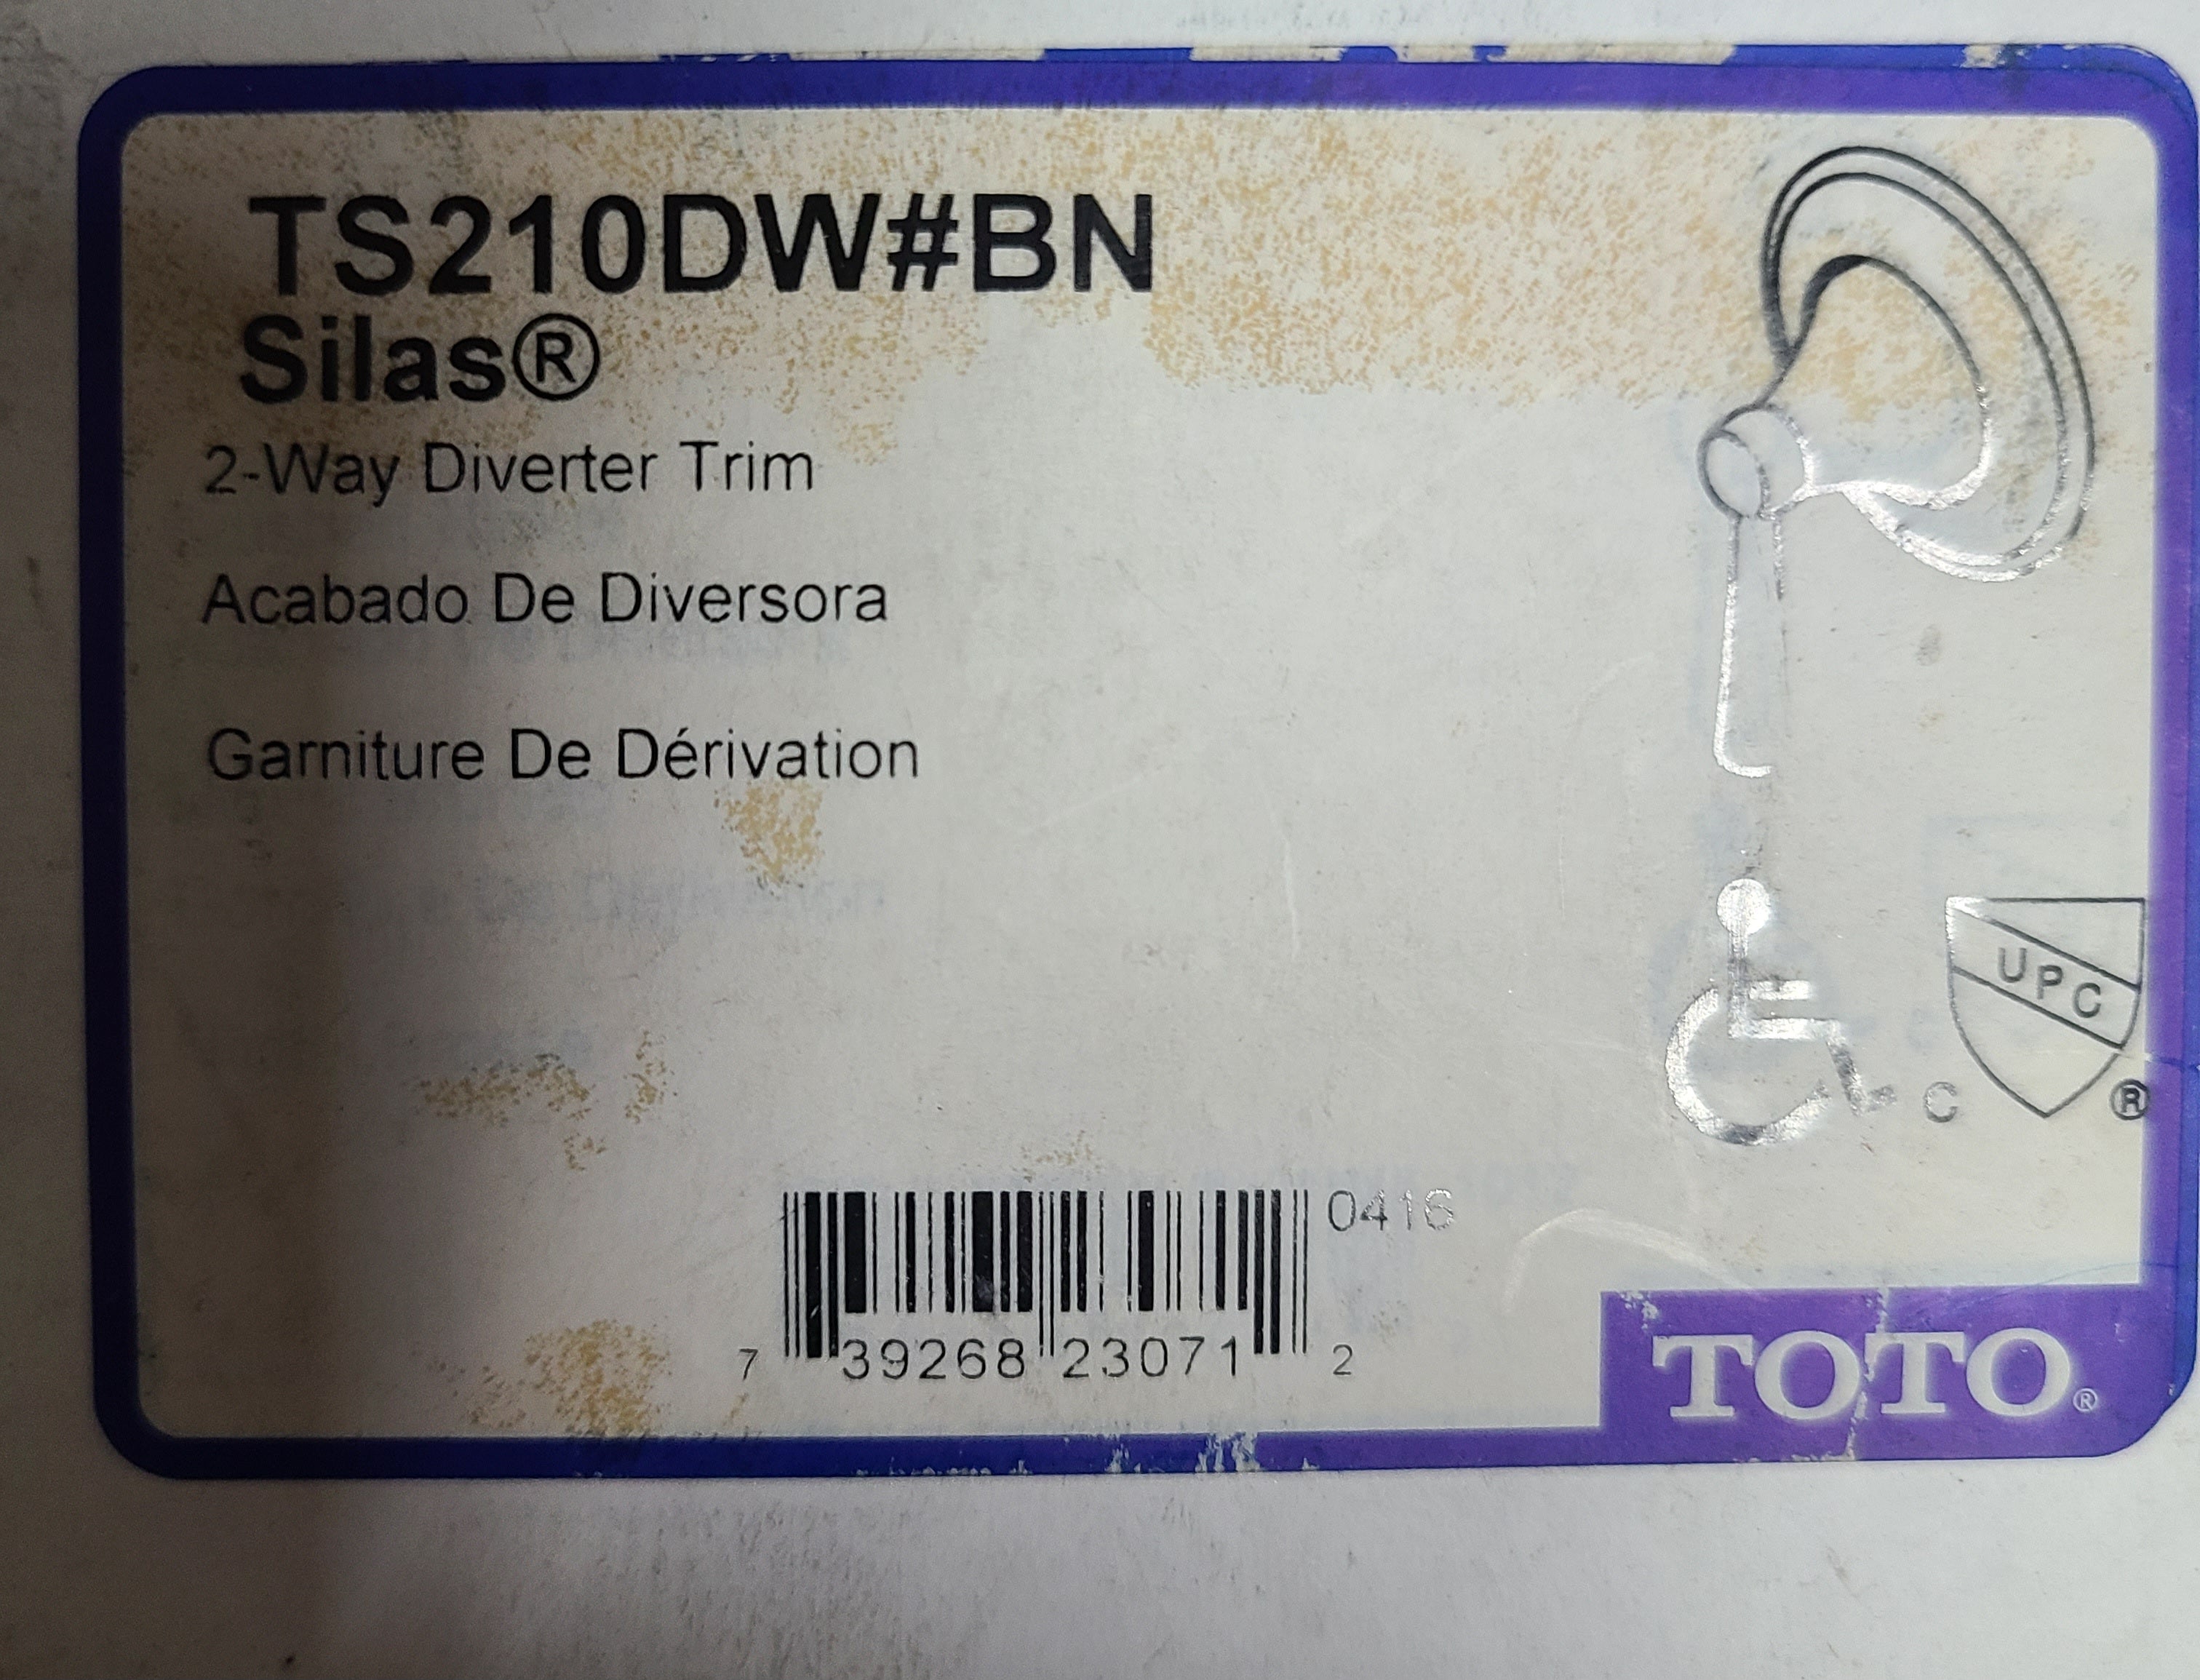 TS210DW#BN
Silas®
2-Way Diverter Trim
Acabado De Diversora
Garniture De Dérivation
UPC
C ®
0416
7 39268 23071 2
TOTO®